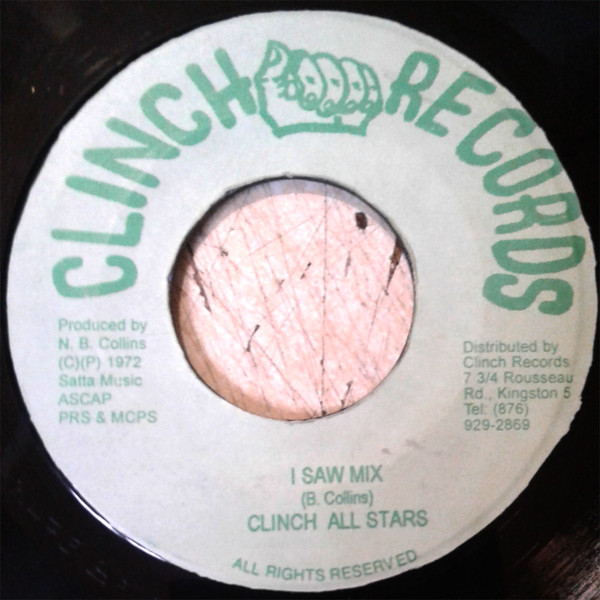 CLINCH RECORDS
Produced by
N. B. Collins
(C)(P) 1972
Satta Music
ASCAP
PRS & MCPS
Distributed by
Clinch Records
7 3/4 Rousseau
Rd., Kingston 5
Tel: (876)
929-2869
I SAW MIX
(B. Collins)
CLINCH ALL STARS
ALL RIGHTS RESERVED